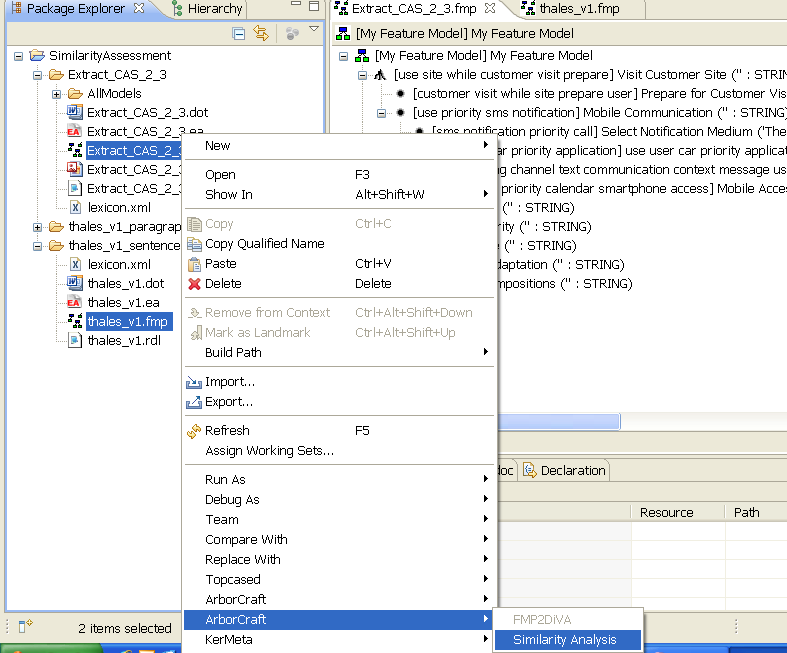 Package Explorer
Hierarchy
SimilarityAssessment
Extract_CAS_2_3
AllModels
Extract_CAS_2_3.dot
Extract_CAS_2_3.ea
Extract_CAS_2_3
Extract_CAS_2_3
Extract_CAS_2_3
lexicon.xml
thales_v1_paragrap
thales_v1_sentence
lexicon.xml
thales_v1.dot
thales_v1.ea
thales_v1.fmp
thales_v1.rdl
2 items selected
New
Open F3
Show In Alt+Shift+W
Copy Ctrl+C
Copy Qualified Name
Paste Ctrl+V
Delete Delete
Remove from Context Ctrl+Alt+Shift+Down
Mark as Landmark Ctrl+Alt+Shift+Up
Build Path
Import...
Export...
Refresh F5
Assign Working Sets...
Run As
Debug As
Team
Compare With
Replace With
Topcased
ArborCraft
ArborCraft
KerMeta
FMP2DiVA
Similarity Analysis
Extract_CAS_2_3.fmp
thales_v1.fmp
[My Feature Model] My Feature Model
[My Feature Model] My Feature Model
[use site while customer visit prepare] Visit Customer Site ('' : STRIN
[customer visit while site prepare user] Prepare for Customer Vis
[use priority sms notification] Mobile Communication ('' : STRING)
[sms notification priority call] Select Notification Medium ("The
ar priority application] use user car priority applicat
ng channel text communication context message us
priority calendar smartphone access] Mobile Acces
('' : STRING)
rity ('' : STRING)
e ('' : STRING)
daptation ('' : STRING)
mpositions ('' : STRING)
doc
Declaration
Resource
Path